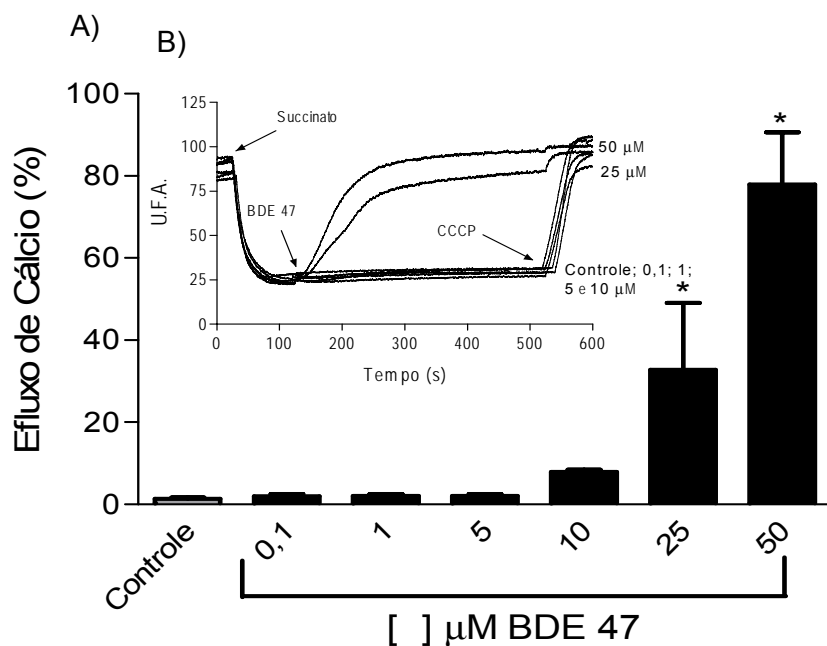 A)
B)
Efluxo de Cálcio (%)
100
80
60
40
20
0
U.F.A.
125
100
75
50
25
0
Succinato
BDE 47
CCCP
50 µM
25 µM
Controle; 0,1; 1;
5 e 10 µM
0 100 200 300 400 500 600
Tempo (s)
*
*
Controle 0,1 1 5 10 25 50
[ ] µM BDE 47